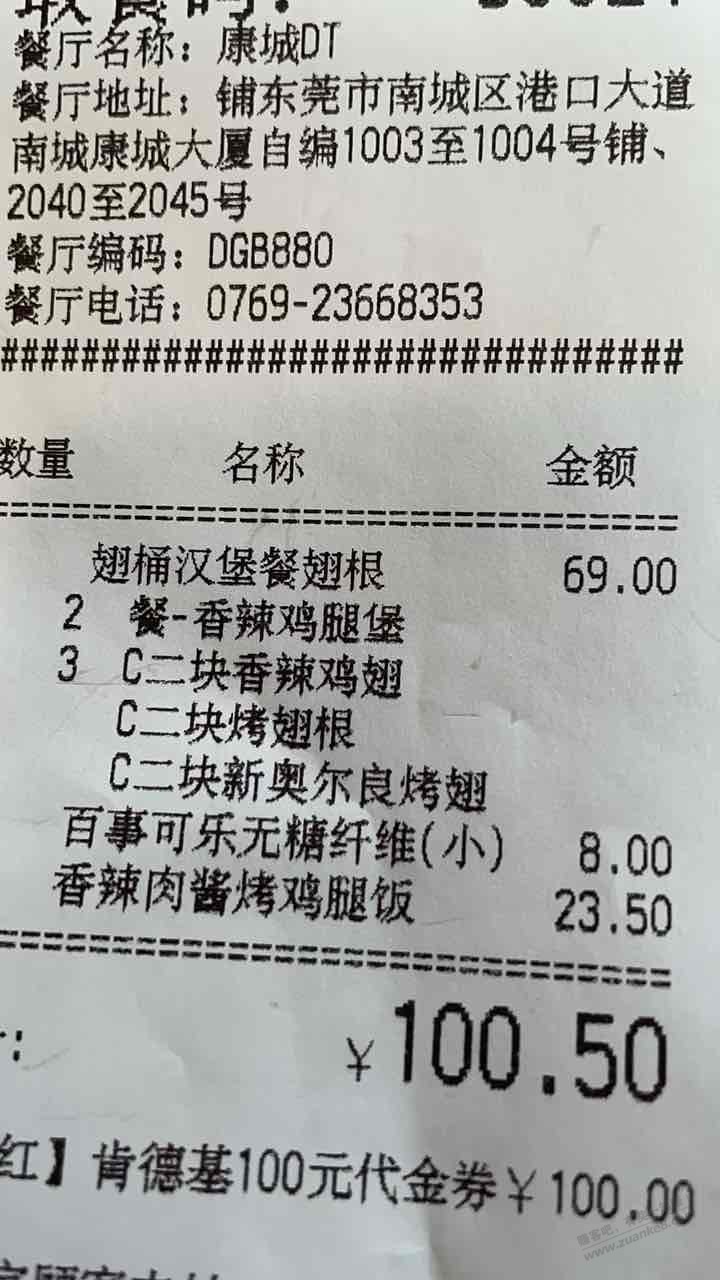 取餐码：
餐厅名称：康城DT
餐厅地址：铺东莞市南城区港口大道
南城康城大厦自编1003至1004号铺、
2040至2045号
餐厅编码：DGB880
餐厅电话：0769-23668353
##################################
数量 名称 金额
==================================
翅桶汉堡餐翅根 69.00
2 餐-香辣鸡腿堡
3 C二块香辣鸡翅
C二块烤翅根
C二块新奥尔良烤翅
百事可乐无糖纤维(小) 8.00
香辣肉酱烤鸡腿饭 23.50
==================================
: ¥100.50
红】肯德基100元代金券¥100.00
www.zuanke8.com